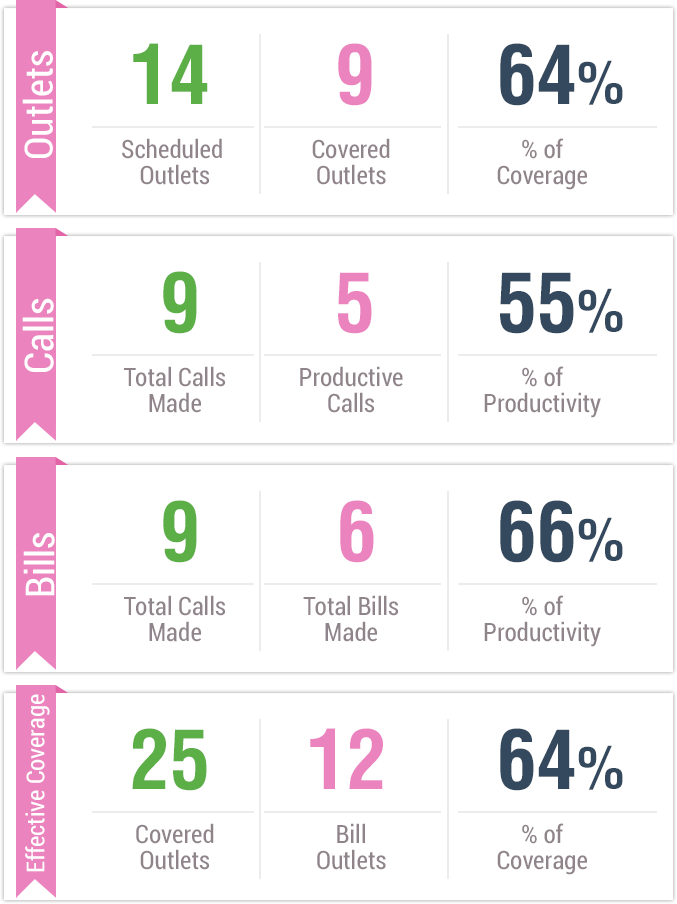 Outlets
14
9
64%
Scheduled
Outlets
Covered
Outlets
% of
Coverage
Calls
9
5
55%
Total Calls
Made
Productive
Calls
% of
Productivity
Bills
9
6
66%
Total Calls
Made
Total Bills
Made
% of
Productivity
Effective Coverage
25
12
64%
Covered
Outlets
Bill
Outlets
% of
Coverage